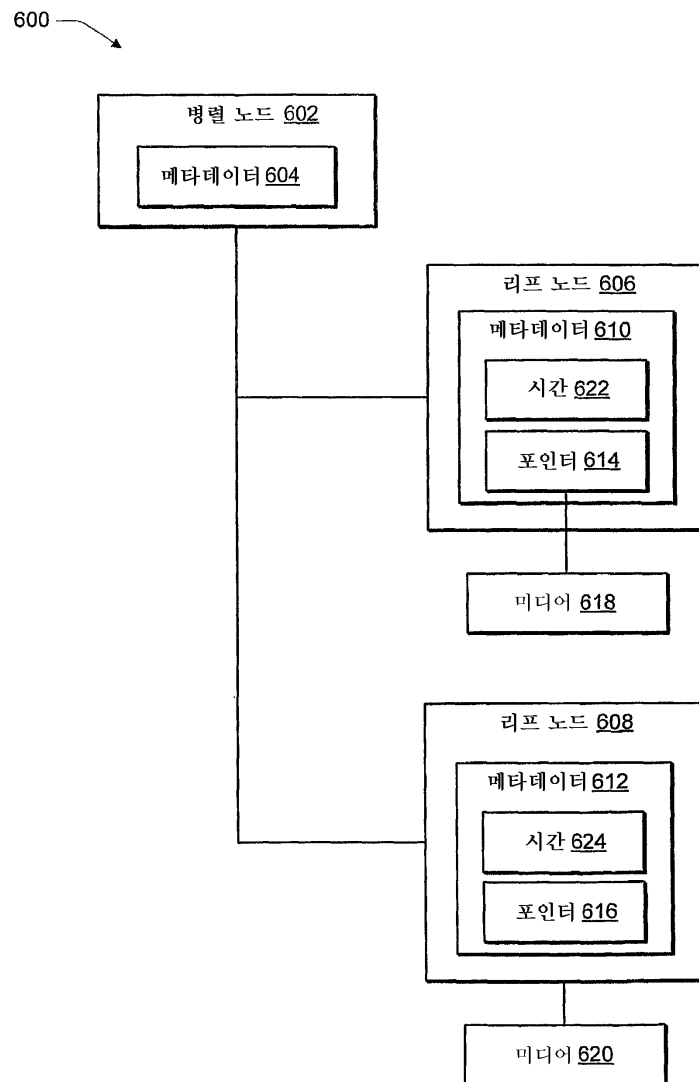 600
병렬 노드 602
메타데이터 604
리프 노드 606
메타데이터 610
시간 622
포인터 614
미디어 618
리프 노드 608
메타데이터 612
시간 624
포인터 616
미디어 620